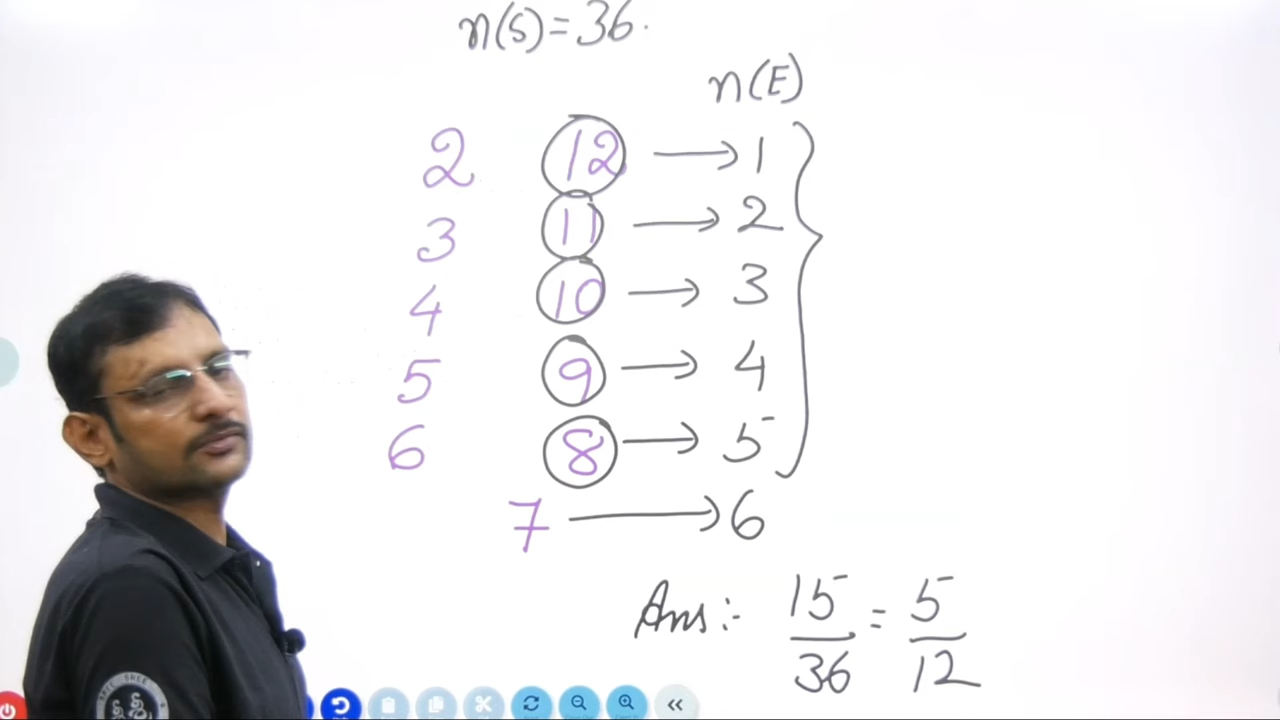 n(S)=36.
n(E)
2 12 → 1
3 11 → 2
4 10 → 3
5 9 → 4
6 8 → 5
7 → 6
Ans:- 15/36 = 5/12